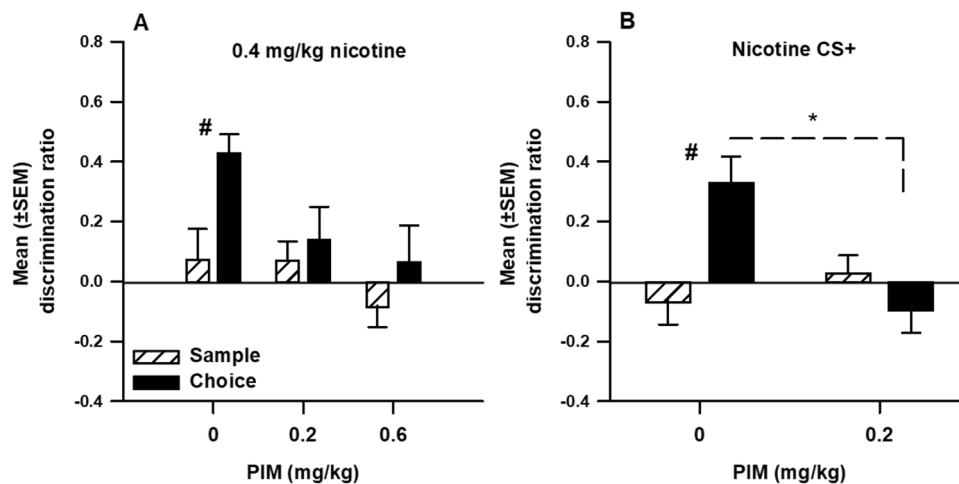 A
0.4 mg/kg nicotine
Mean (±SEM)
discrimination ratio
0.8
0.6
0.4
0.2
0.0
-0.2
-0.4
#
Sample
Choice
0
0.2
0.6
PIM (mg/kg)
B
Nicotine CS+
Mean (±SEM)
discrimination ratio
0.8
0.6
0.4
0.2
0.0
-0.2
-0.4
#
*
0
0.2
PIM (mg/kg)